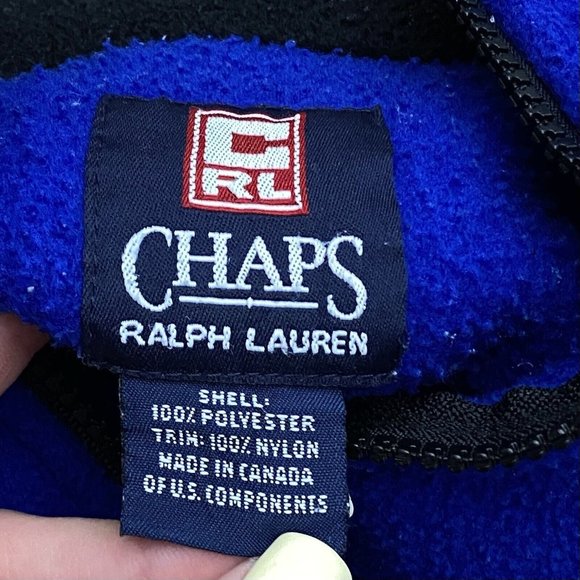 C
RL
CHAPS
RALPH LAUREN
SHELL:
100% POLYESTER
TRIM: 100% NYLON
MADE IN CANADA
OF U.S. COMPONENTS